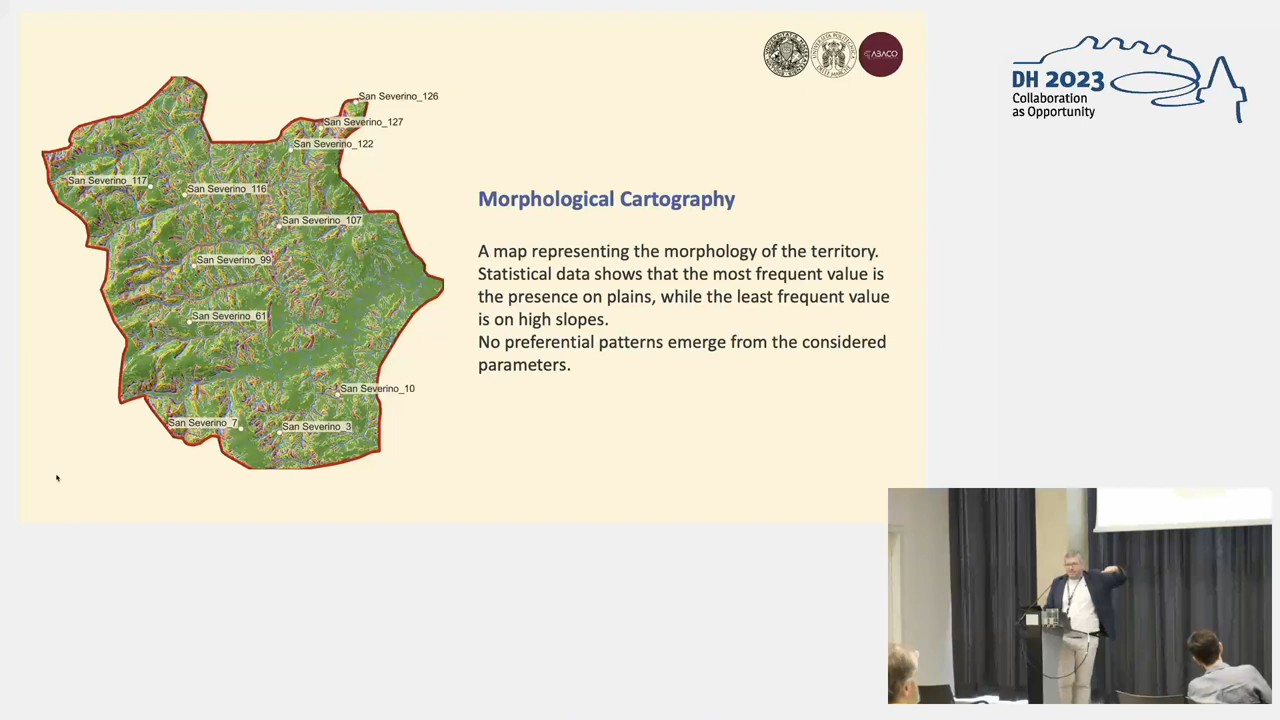 San Severino_126
San Severino_127
San Severino_122
San Severino_117
San Severino_116
San Severino_107
San Severino_99
San Severino_61
San Severino_10
San Severino_7
San Severino_3
ABACO
Morphological Cartography
A map representing the morphology of the territory.
Statistical data shows that the most frequent value is
the presence on plains, while the least frequent value
is on high slopes.
No preferential patterns emerge from the considered
parameters.
DH 2023
Collaboration
as Opportunity